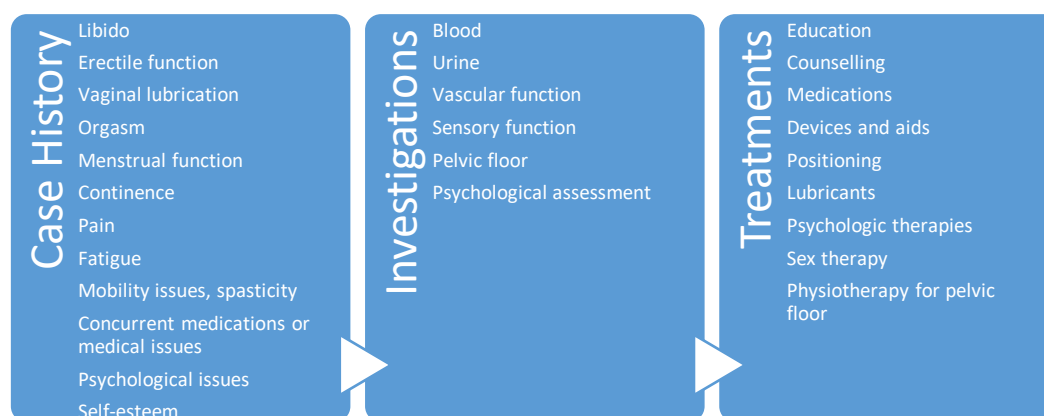 Case History
Libido
Erectile function
Vaginal lubrication
Orgasm
Menstrual function
Continence
Pain
Fatigue
Mobility issues, spasticity
Concurrent medications or
medical issues
Psychological issues
Self-esteem
Investigations
Blood
Urine
Vascular function
Sensory function
Pelvic floor
Psychological assessment
Treatments
Education
Counselling
Medications
Devices and aids
Positioning
Lubricants
Psychologic therapies
Sex therapy
Physiotherapy for pelvic
floor